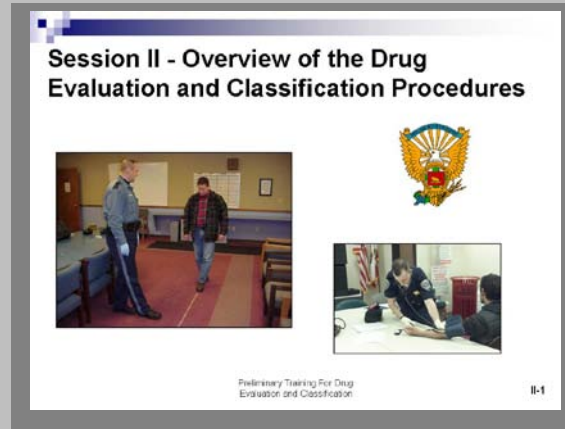 Session II - Overview of the Drug
Evaluation and Classification Procedures
Preliminary Training For Drug
Evaluation and Classification
II-1